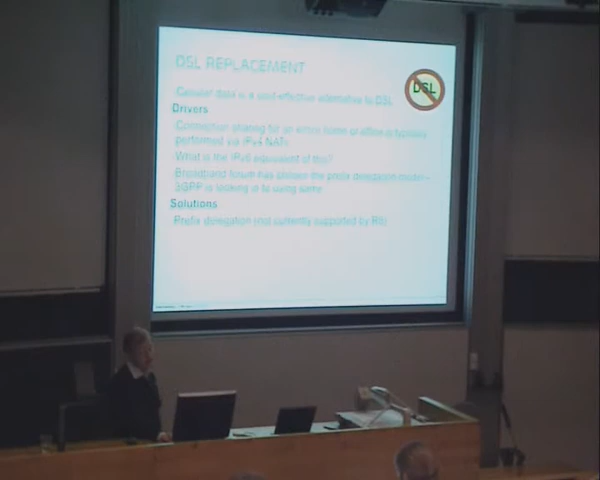 DSL REPLACEMENT
Cellular data is a cost-effective alternative to DSL
DSL
Drivers
Connection sharing for an entire home or office is typically
performed via IPv4 NATs
What is the IPv6 equivalent of this?
Broadband forum has chosen the prefix delegation model –
3GPP is looking in to using same
Solutions
Prefix delegation (not currently supported by R8)